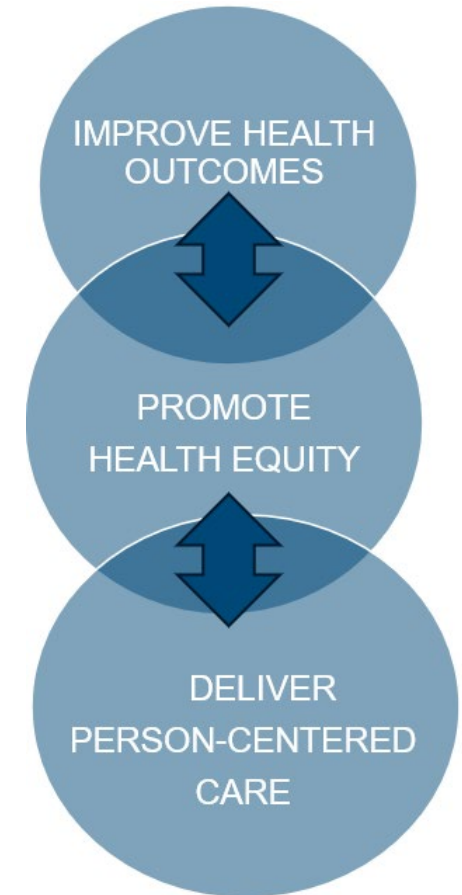 IMPROVE HEALTH
OUTCOMES
PROMOTE
HEALTH EQUITY
DELIVER
PERSON-CENTERED
CARE